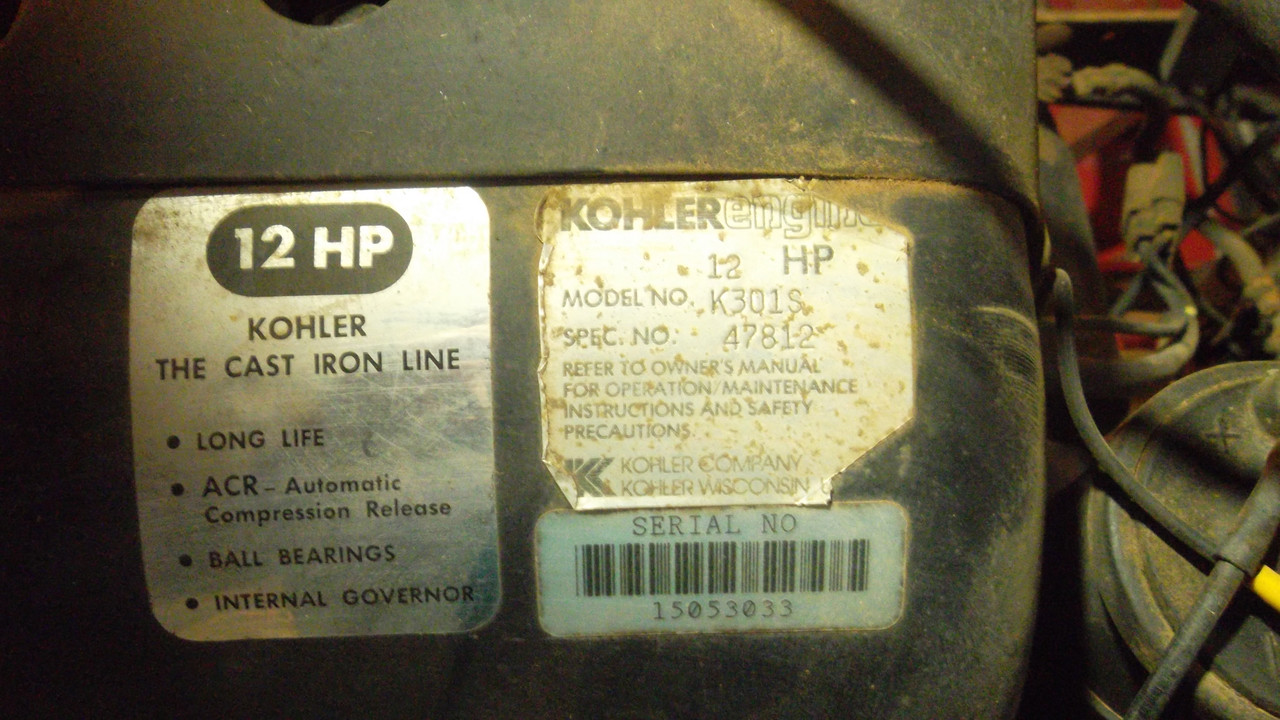 12 HP
KOHLER
THE CAST IRON LINE
• LONG LIFE
• ACR – Automatic
Compression Release
• BALL BEARINGS
• INTERNAL GOVERNOR
KOHLER engine
12 HP
MODEL NO. K301S
SPEC. NO. 47812
REFER TO OWNER'S MANUAL
FOR OPERATION/MAINTENANCE
INSTRUCTIONS AND SAFETY
PRECAUTIONS.
KOHLER COMPANY
KOHLER WISCONSIN U
SERIAL NO
15053033